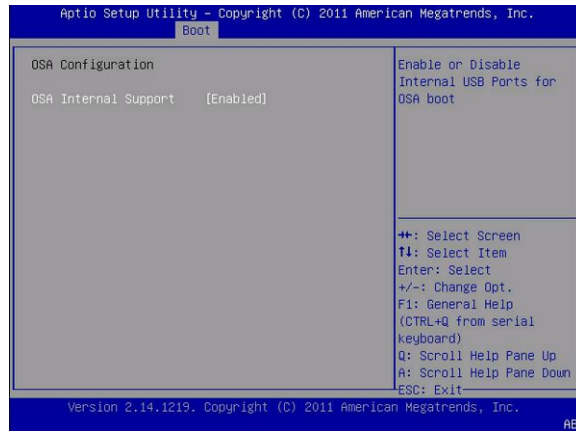 Aptio Setup Utility – Copyright (C) 2011 American Megatrends, Inc.
Boot
OSA Configuration
OSA Internal Support [Enabled]
Enable or Disable
Internal USB Ports for
OSA boot
→←: Select Screen
↑↓: Select Item
Enter: Select
+/-: Change Opt.
F1: General Help
(CTRL+Q from serial
keyboard)
Q: Scroll Help Pane Up
A: Scroll Help Pane Down
ESC: Exit
Version 2.14.1219. Copyright (C) 2011 American Megatrends, Inc.
AB